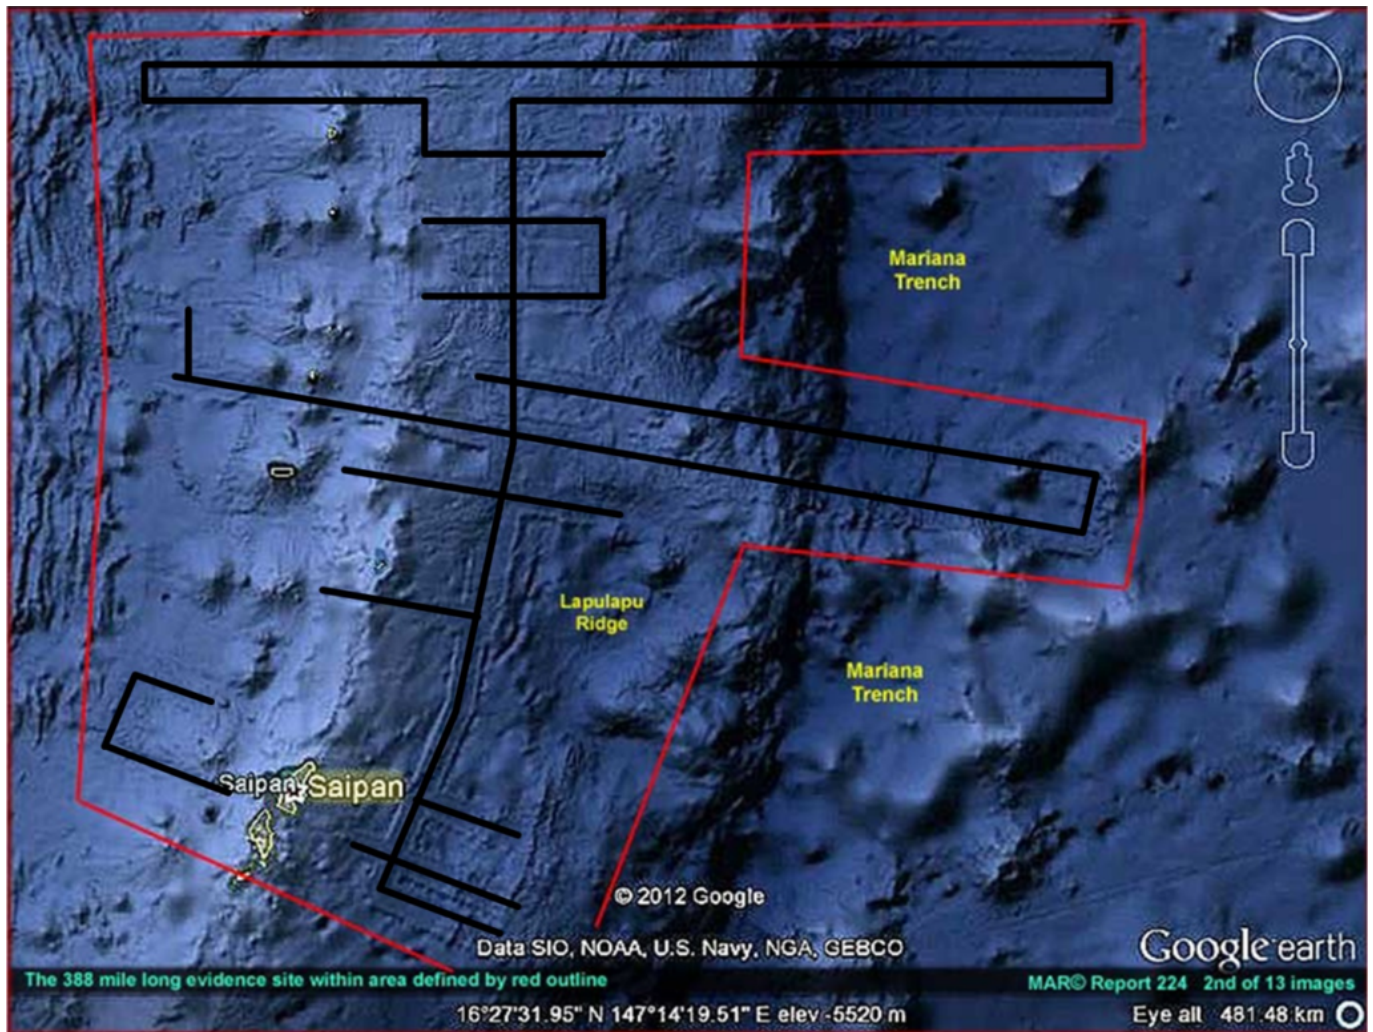 Mariana
Trench
Lapulapu
Ridge
Mariana
Trench
Saipan
Saipan
© 2012 Google
Data SIO, NOAA, U.S. Navy, NGA, GEBCO
Google earth
The 388 mile long evidence site within area defined by red outline
MAR© Report 224 2nd of 13 images
16°27'31.95" N 147°14'19.51" E elev -5520 m
Eye alt 481.48 km